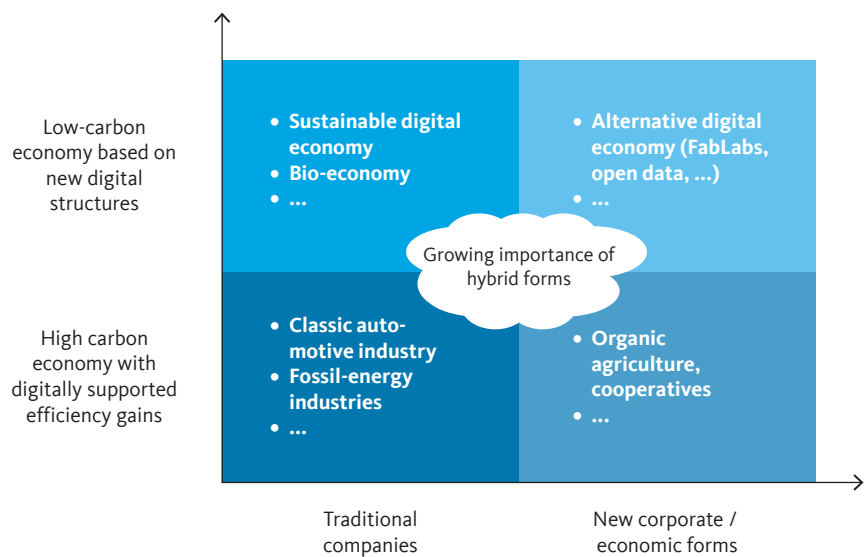 Low-carbon
economy based on
new digital
structures
• Sustainable digital
economy
• Bio-economy
• ...
• Alternative digital
economy (FabLabs,
open data, ...)
• ...
Growing importance of
hybrid forms
High carbon
economy with
digitally supported
efficiency gains
• Classic auto-
motive industry
• Fossil-energy
industries
• ...
• Organic
agriculture,
cooperatives
• ...
Traditional
companies
New corporate /
economic forms